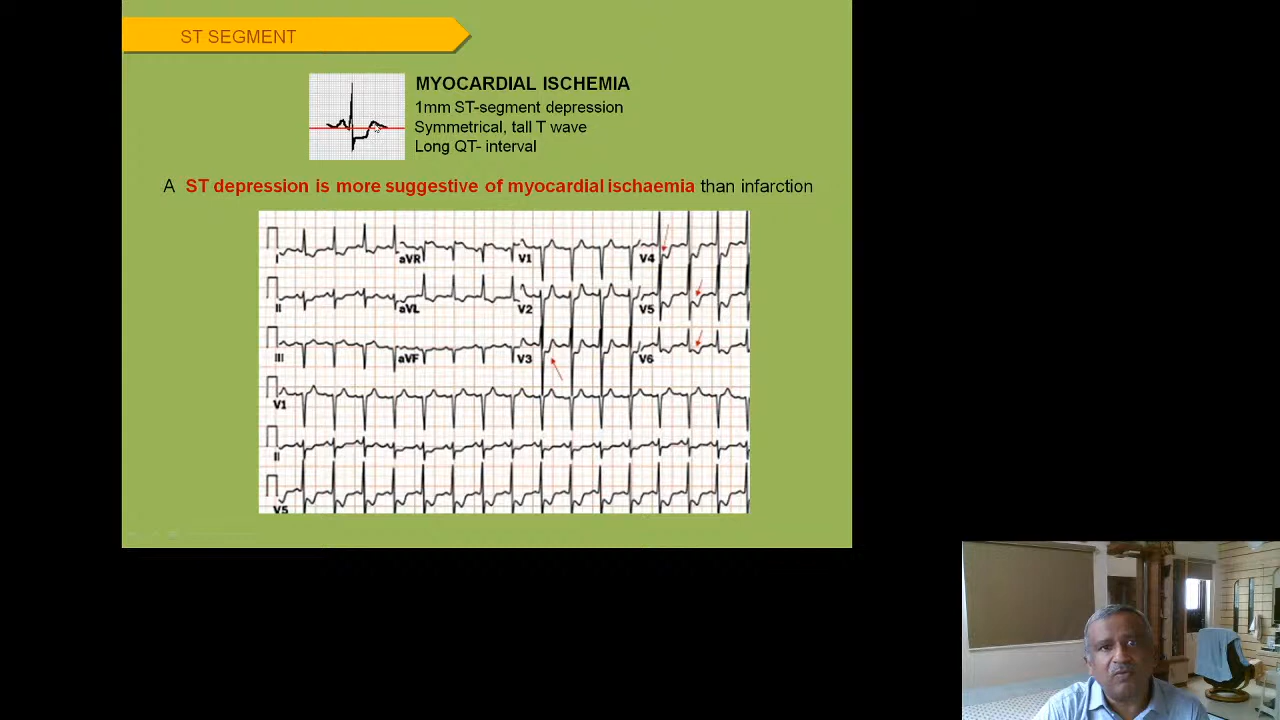 ST SEGMENT
MYOCARDIAL ISCHEMIA
1mm ST-segment depression
Symmetrical, tall T wave
Long QT- interval
A ST depression is more suggestive of myocardial ischaemia than infarction
I aVR V1 V4
II aVL V2 V5
III aVF V3 V6
V1
II
V5